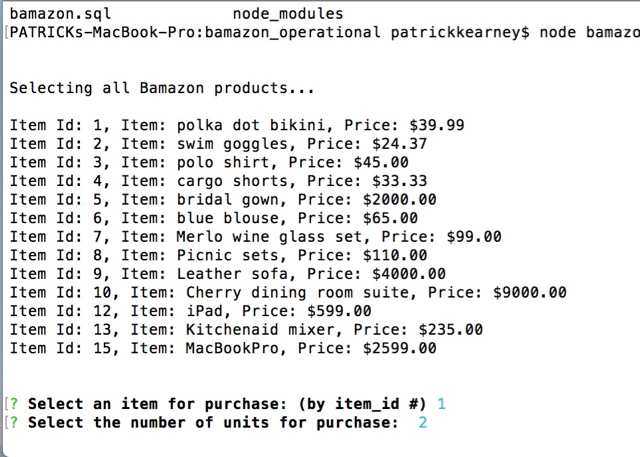 bamazon.sql node_modules
[PATRICKs-MacBook-Pro:bamazon_operational patrickkearney$ node bamazo
Selecting all Bamazon products...
Item Id: 1, Item: polka dot bikini, Price: $39.99
Item Id: 2, Item: swim goggles, Price: $24.37
Item Id: 3, Item: polo shirt, Price: $45.00
Item Id: 4, Item: cargo shorts, Price: $33.33
Item Id: 5, Item: bridal gown, Price: $2000.00
Item Id: 6, Item: blue blouse, Price: $65.00
Item Id: 7, Item: Merlo wine glass set, Price: $99.00
Item Id: 8, Item: Picnic sets, Price: $110.00
Item Id: 9, Item: Leather sofa, Price: $4000.00
Item Id: 10, Item: Cherry dining room suite, Price: $9000.00
Item Id: 12, Item: iPad, Price: $599.00
Item Id: 13, Item: Kitchenaid mixer, Price: $235.00
Item Id: 15, Item: MacBookPro, Price: $2599.00
[? Select an item for purchase: (by item_id #) 1
[? Select the number of units for purchase: 2